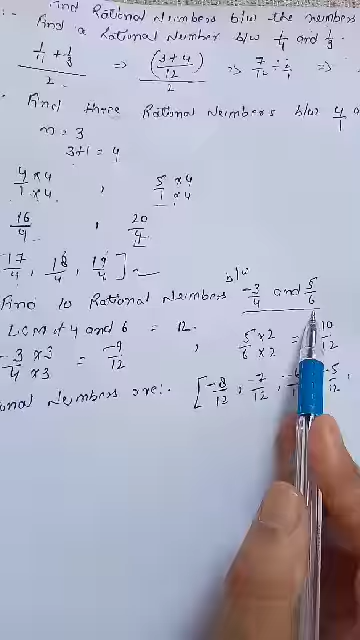 Find Rational Numbers b/w the numbers
:- Find a Rational Number b/w 1/4 and 1/3
(1/4 + 1/3)/2 => ((3+4)/12)/2 => 7/12 ÷ 2/1 =>
Find three Rational Numbers b/w 4/1
n = 3
3+1 = 4
4/1 × 4/4 , 5/1 × 4/4
16/4 , 20/4
17/4, 18/4, 19/4]
Find 10 Rational Numbers b/w -3/4 and 5/6
LCM of 4 and 6 = 12
-3/4 × 3/3 = -9/12 , 5/6 × 2/2 = 10/12
onal Numbers are:- [-8/12, -7/12, -5/12,